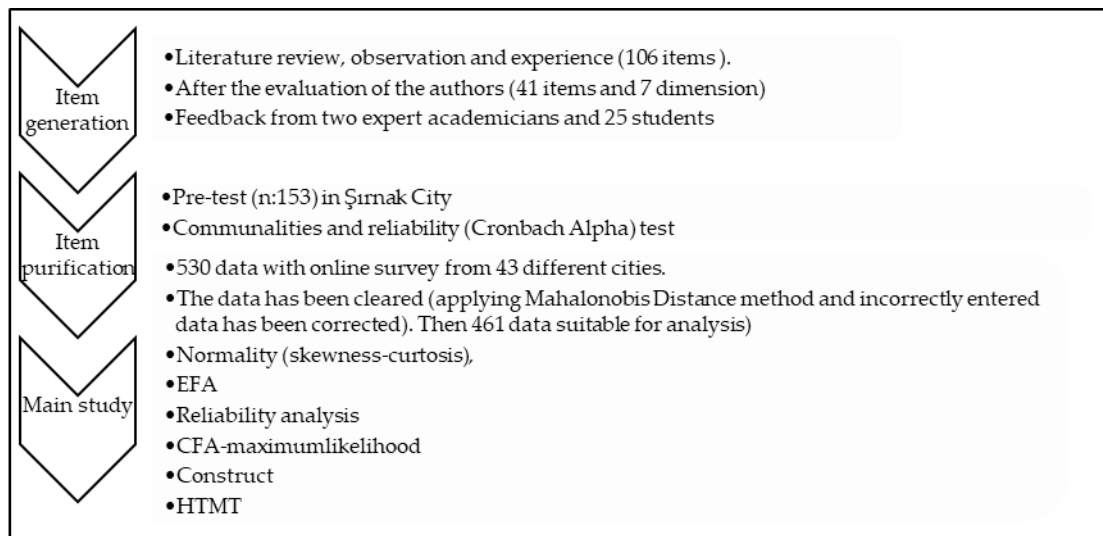 Item
generation
•Literature review, observation and experience (106 items ).
•After the evaluation of the authors (41 items and 7 dimension)
•Feedback from two expert academicians and 25 students
Item
purification
•Pre-test (n:153) in Şırnak City
•Communalities and reliability (Cronbach Alpha) test
Main study
•530 data with online survey from 43 different cities.
•The data has been cleared (applying Mahalonobis Distance method and incorrectly entered
data has been corrected). Then 461 data suitable for analysis)
•Normality (skewness-curtosis),
•EFA
•Reliability analysis
•CFA-maximumlikelihood
•Construct
•HTMT